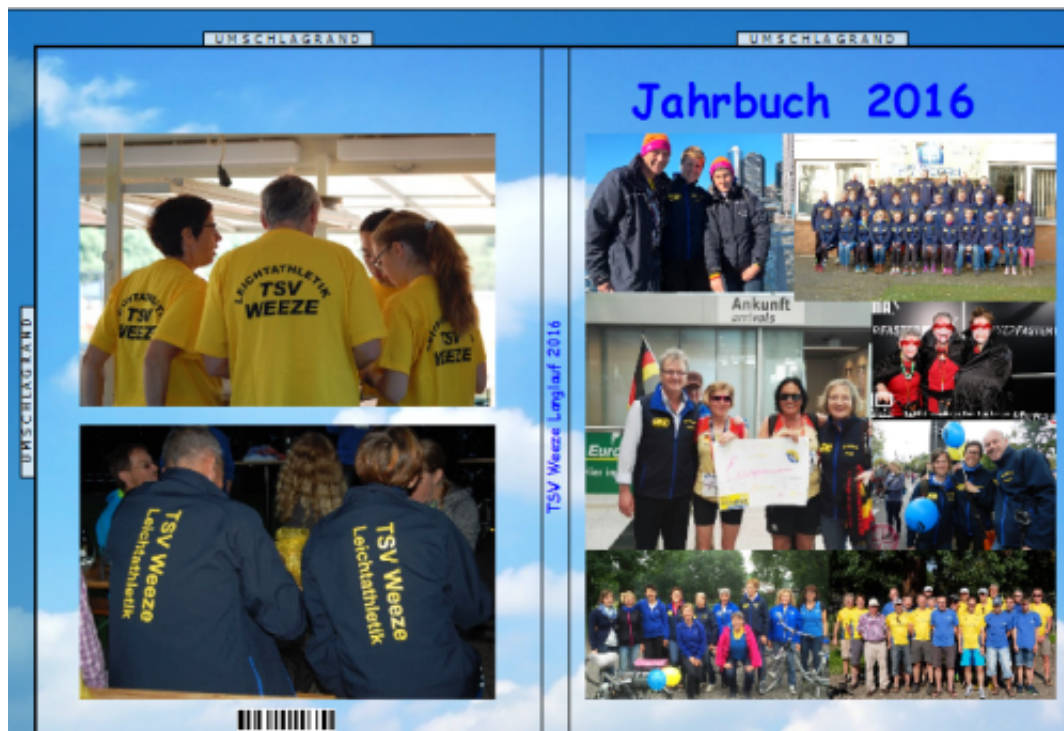 UMSCHLAGRAND
UMSCHLAGRAND
Jahrbuch 2016
LEICHTATHLETIK
TSV
WEEZE
TSV
WEEZE
TSV
WEEZE
UMSCHLAGRAND
TSV Weeze Langlauf 2016
Ankunft
arrivals
Euro
TSV Weeze
Leichtathletik
TSV Weeze
Leichtathletik